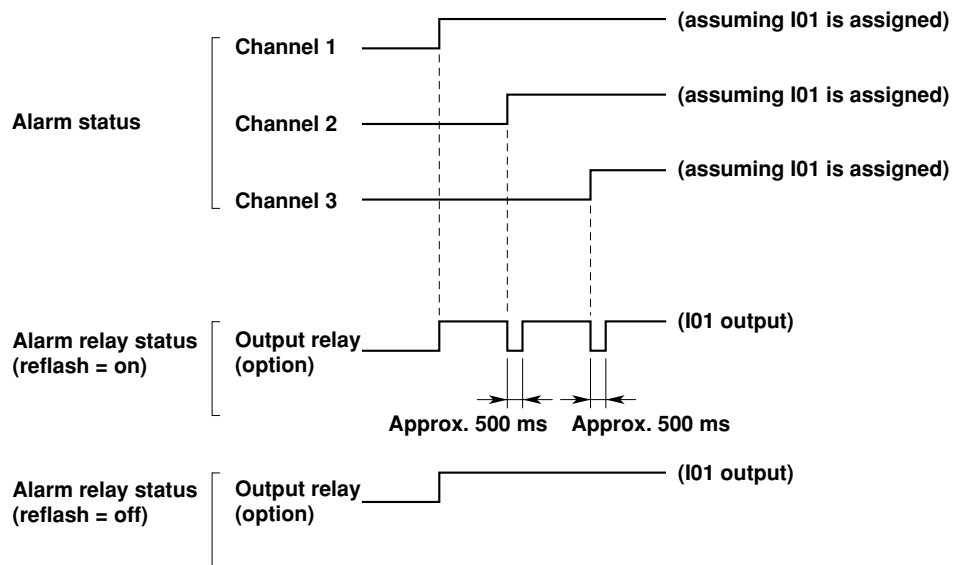 (assuming I01 is assigned)
Channel 1
(assuming I01 is assigned)
Alarm status
Channel 2
(assuming I01 is assigned)
Channel 3
Alarm relay status
(reflash = on)
Output relay
(option)
(I01 output)
Approx. 500 ms
Approx. 500 ms
Alarm relay status
(reflash = off)
Output relay
(option)
(I01 output)